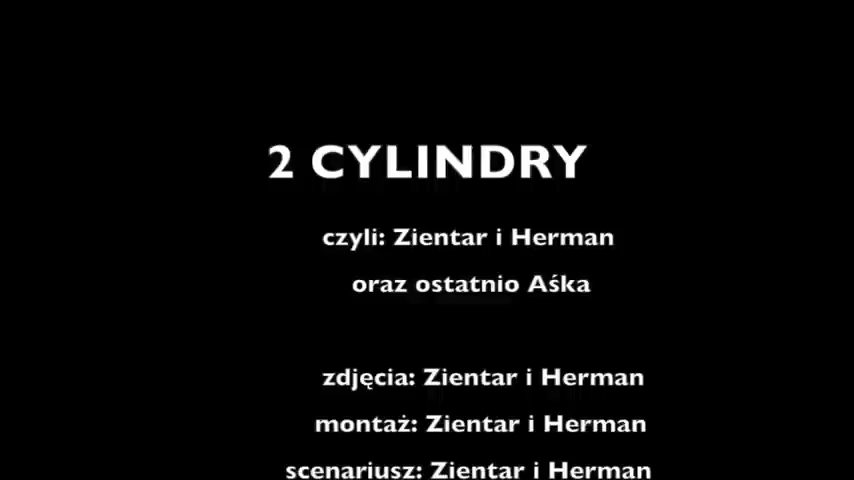 2 CYLINDRY
czyli: Zientar i Herman
oraz ostatnio Aśka
zdjęcia: Zientar i Herman
montaż: Zientar i Herman
scenariusz: Zientar i Herman